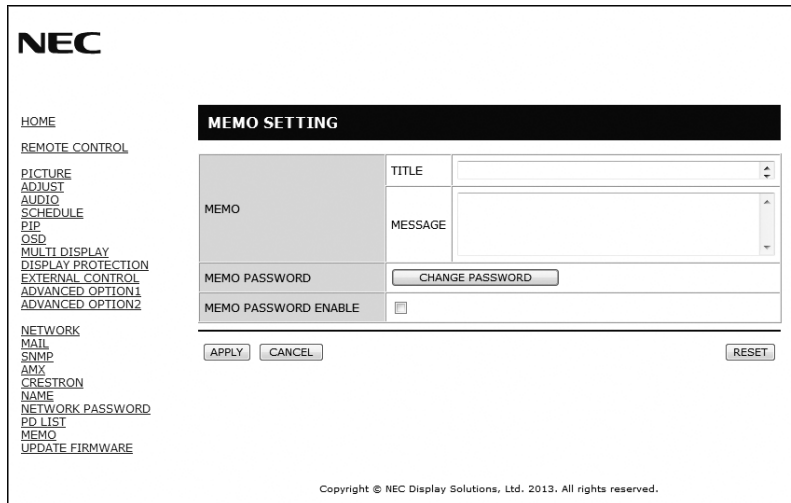 NEC
HOME
REMOTE CONTROL
PICTURE
ADJUST
AUDIO
SCHEDULE
PIP
OSD
MULTI DISPLAY
DISPLAY PROTECTION
EXTERNAL CONTROL
ADVANCED OPTION1
ADVANCED OPTION2
NETWORK
MAIL
SNMP
AMX
CRESTRON
NAME
NETWORK PASSWORD
PD LIST
MEMO
UPDATE FIRMWARE
MEMO SETTING
MEMO
TITLE
MESSAGE
MEMO PASSWORD
CHANGE PASSWORD
MEMO PASSWORD ENABLE
APPLY CANCEL RESET
Copyright © NEC Display Solutions, Ltd. 2013. All rights reserved.